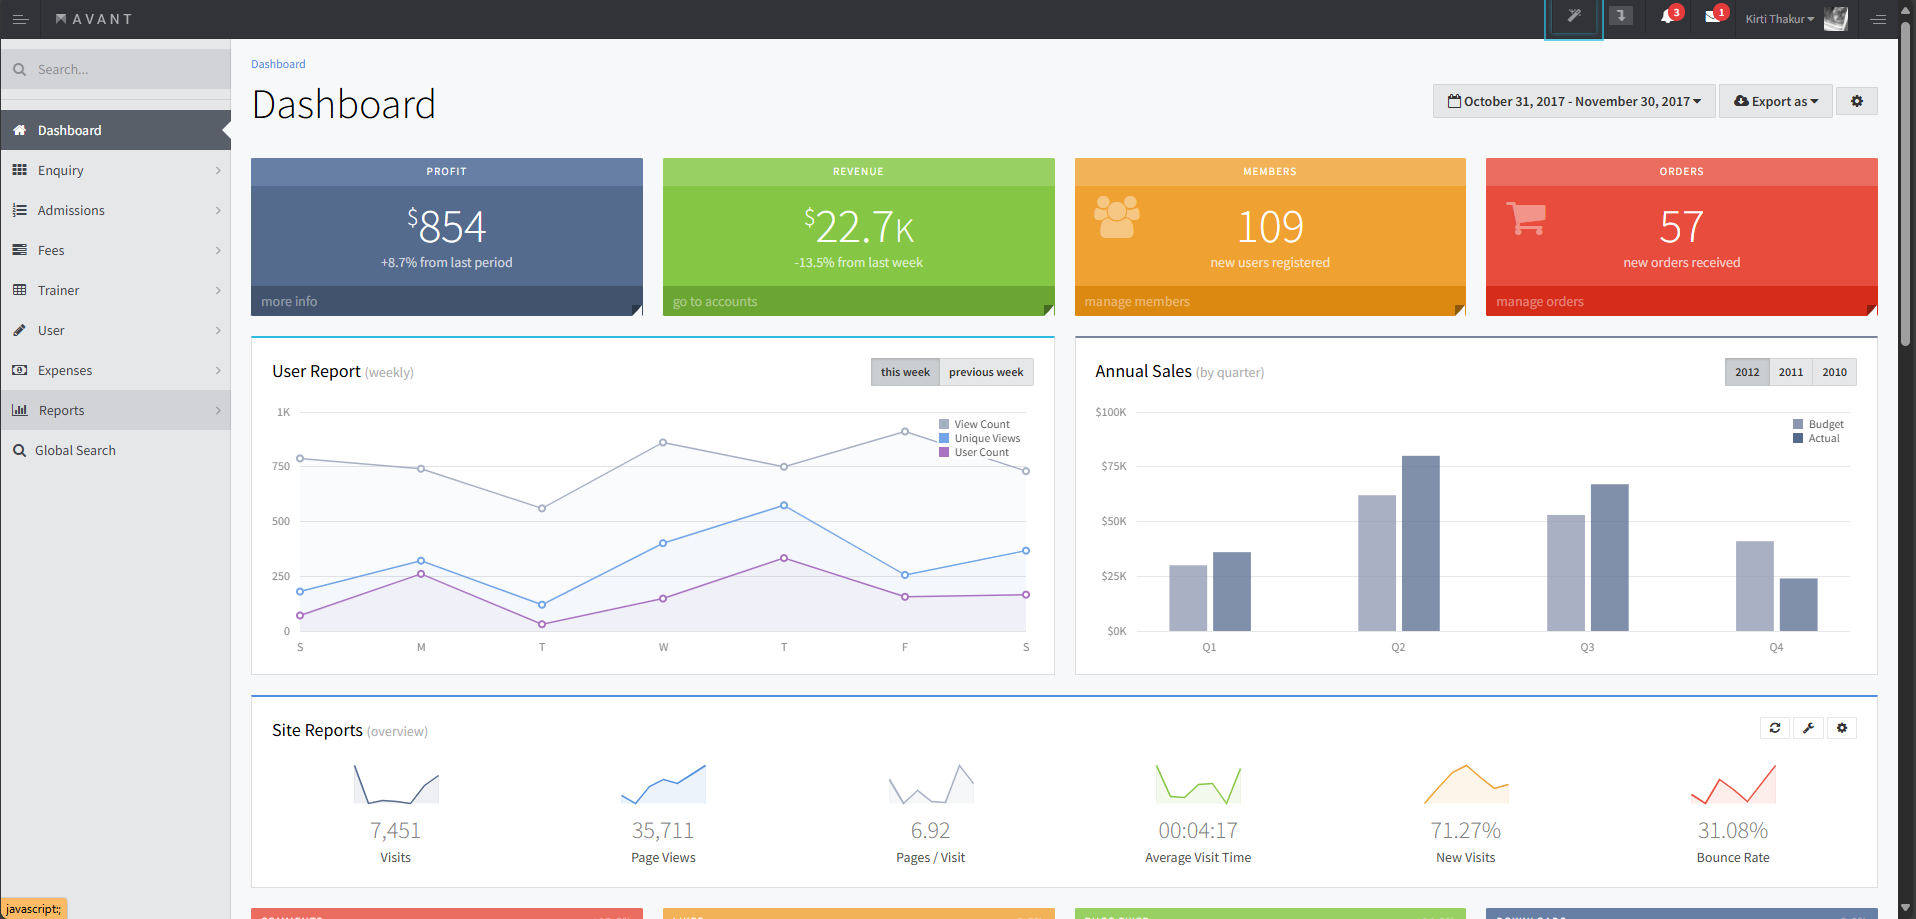 AVANT
3
1
Kirti Thakur
Search...
Dashboard
Enquiry
Admissions
Fees
Trainer
User
Expenses
Reports
Global Search
Dashboard
Dashboard
October 31, 2017 - November 30, 2017
Export as
PROFIT
$854
+8.7% from last period
more info
REVENUE
$22.7K
-13.5% from last week
go to accounts
MEMBERS
109
new users registered
manage members
ORDERS
57
new orders received
manage orders
User Report (weekly)
this week previous week
1K
750
500
250
0
View Count
Unique Views
User Count
S M T W T F S
Annual Sales (by quarter)
2012 2011 2010
$100K
$75K
$50K
$25K
$0K
Budget
Actual
Q1 Q2 Q3 Q4
Site Reports (overview)
7,451
Visits
35,711
Page Views
6.92
Pages / Visit
00:04:17
Average Visit Time
71.27%
New Visits
31.08%
Bounce Rate
javascript:;